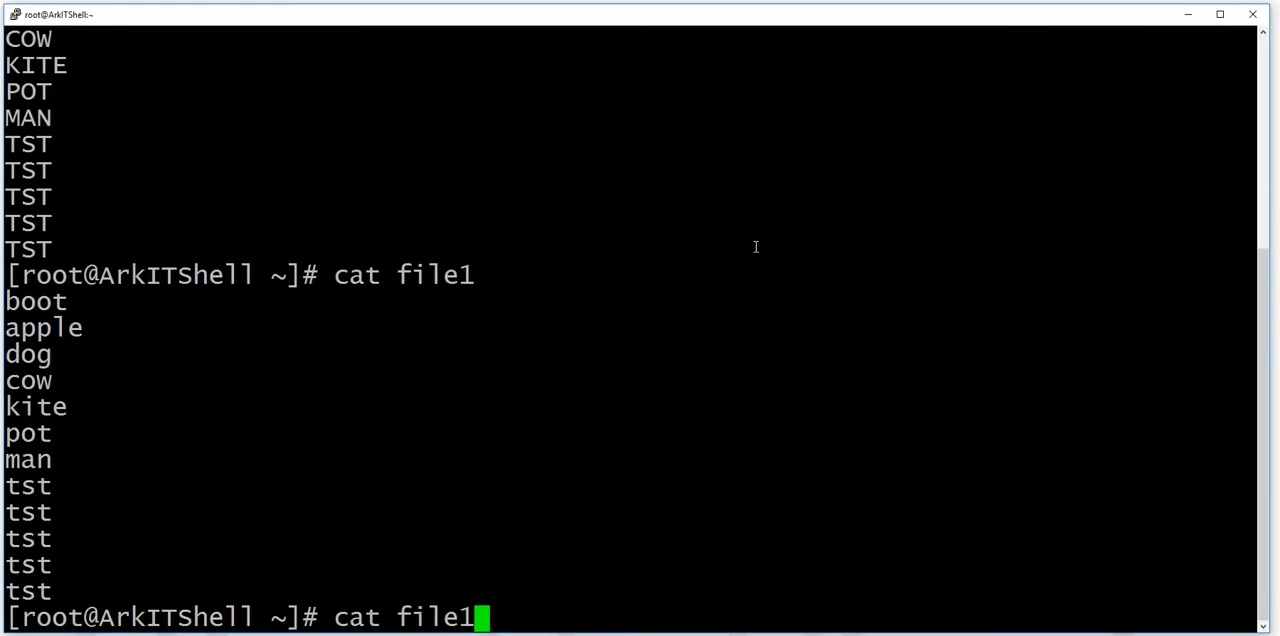 root@ArkITShell:~
COW
KITE
POT
MAN
TST
TST
TST
TST
TST
[root@ArkITShell ~]# cat file1
boot
apple
dog
cow
kite
pot
man
tst
tst
tst
tst
tst
[root@ArkITShell ~]# cat file1